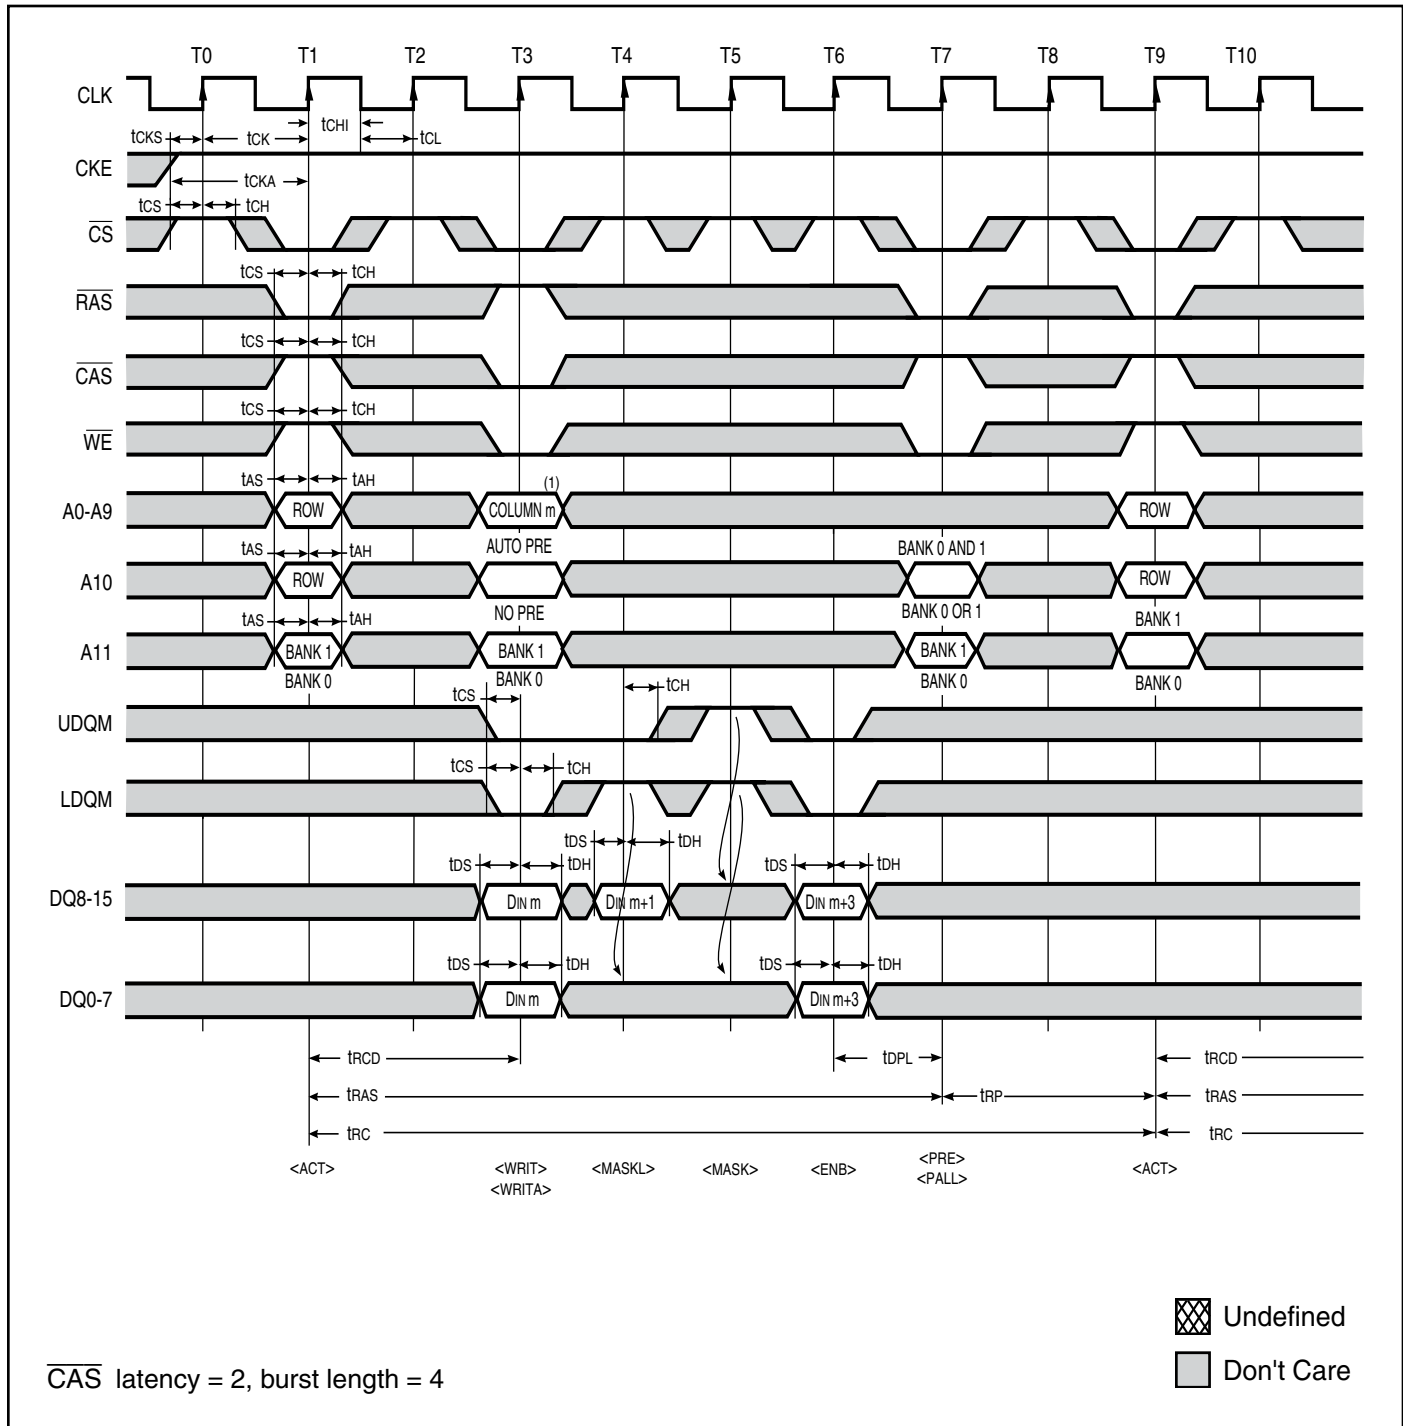 T0 T1 T2 T3 T4 T5 T6 T7 T8 T9 T10
CLK
tCHI
tCKS tCK tCL
CKE
tCKA
tCS tCH
CS
tCS tCH
RAS
tCS tCH
CAS
tCS tCH
WE
tAS tAH
(1)
A0-A9 ROW COLUMN m ROW
tAS tAH AUTO PRE BANK 0 AND 1
A10 ROW ROW
NO PRE BANK 0 OR 1 BANK 1
tAS tAH
A11 BANK 1 BANK 1 BANK 1
BANK 0 BANK 0 BANK 0 BANK 0
tCS tCH
UDQM
tCS tCH
LDQM
tDS tDH
tDS tDH tDS tDH
DQ8-15 DIN m DIN m+1 DIN m+3
tDS tDH tDS tDH
DQ0-7 DIN m DIN m+3
tRCD tDPL tRCD
tRAS tRP tRAS
tRC tRC
<ACT> <WRIT> <MASKL> <MASK> <ENB> <PRE> <ACT>
<WRITA> <PALL>
Undefined
Don't Care
CAS latency = 2, burst length = 4